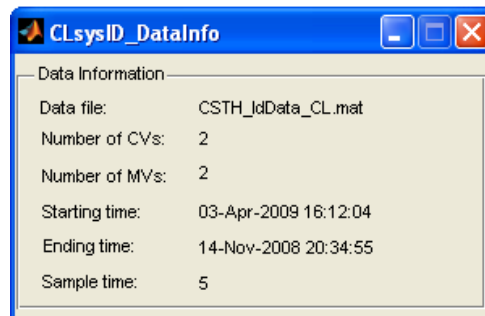 CLsysID_DataInfo
Data Information
Data file: CSTH_IdData_CL.mat
Number of CVs: 2
Number of MVs: 2
Starting time: 03-Apr-2009 16:12:04
Ending time: 14-Nov-2008 20:34:55
Sample time: 5